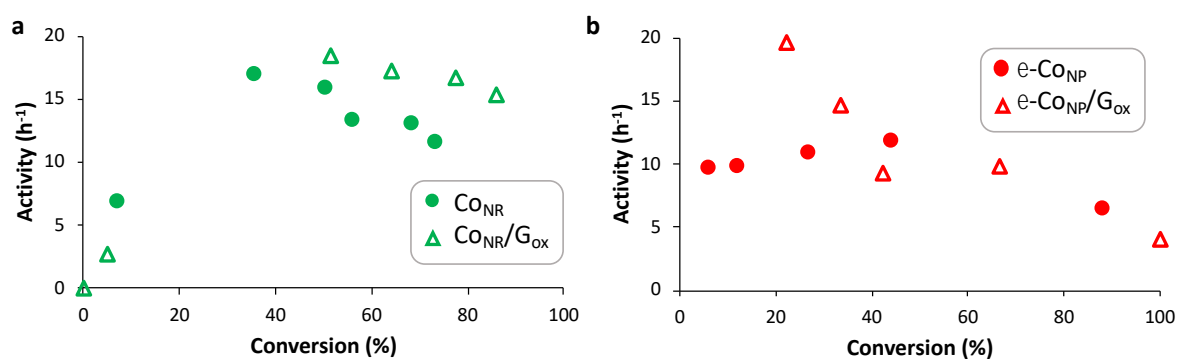 a
20
15
10
5
0
Activity (h⁻¹)
0 20 40 60 80 100
Conversion (%)
Co_NR
Co_NR/G_ox
b
20
15
10
5
0
Activity (h⁻¹)
0 20 40 60 80 100
Conversion (%)
e-Co_NP
e-Co_NP/G_ox